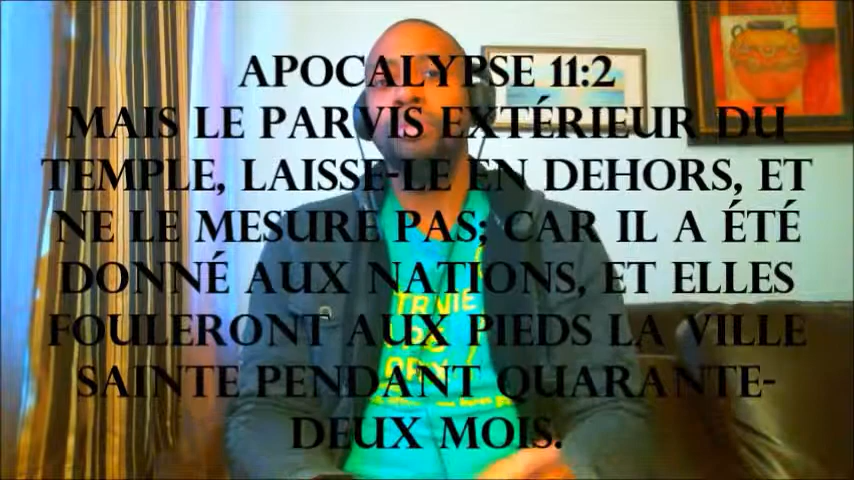 APOCALYPSE 11:2
MAIS LE PARVIS EXTÉRIEUR DU
TEMPLE, LAISSE-LE EN DEHORS, ET
NE LE MESURE PAS; CAR IL A ÉTÉ
DONNÉ AUX NATIONS, ET ELLES
FOULERONT AUX PIEDS LA VILLE
SAINTE PENDANT QUARANTE-
DEUX MOIS.